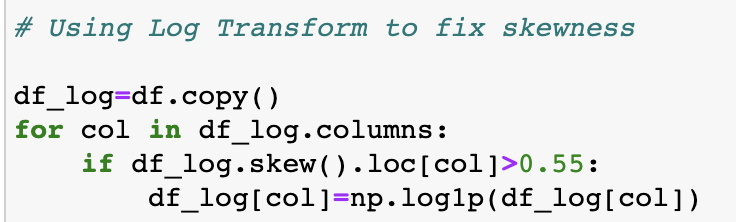 # Using Log Transform to fix skewness
df_log=df.copy()
for col in df_log.columns:
    if df_log.skew().loc[col]>0.55:
        df_log[col]=np.log1p(df_log[col])